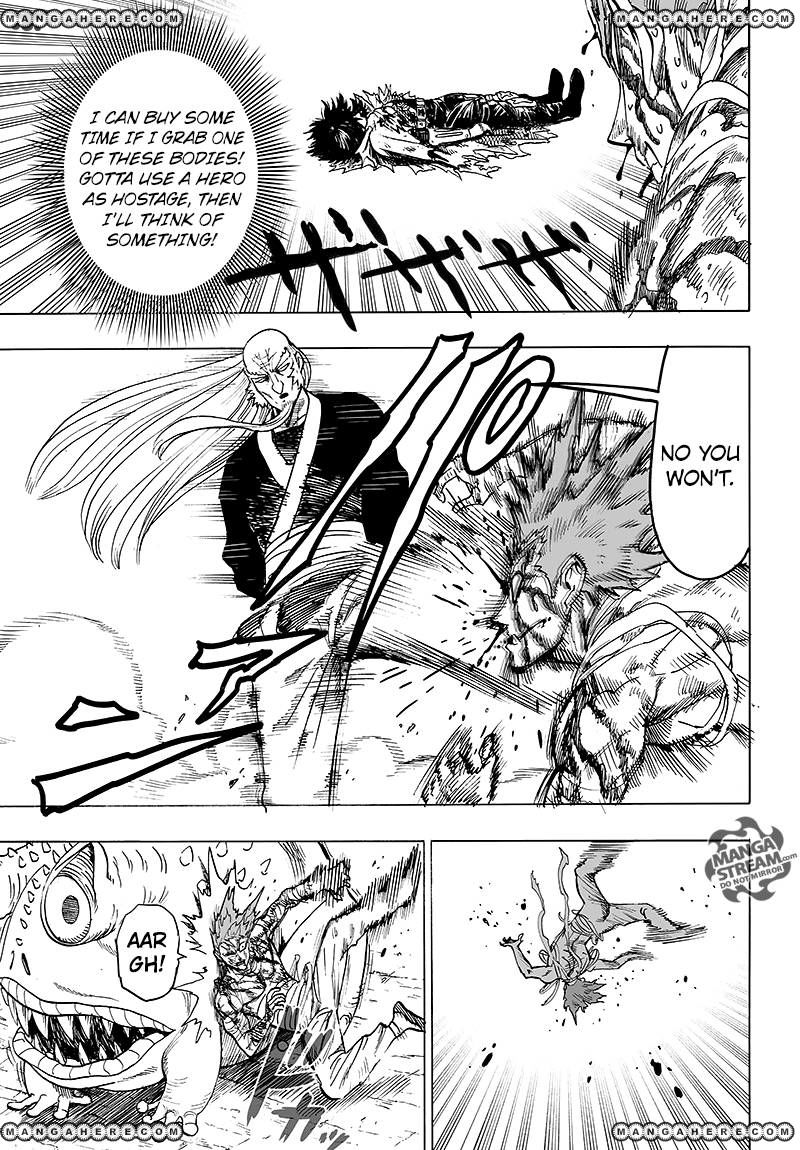 MANGAHERE.COM
MANGAHERE.COM
I CAN BUY SOME
TIME IF I GRAB ONE
OF THESE BODIES!
GOTTA USE A HERO
AS HOSTAGE, THEN
I'LL THINK OF
SOMETHING!
ザザザ
NO YOU
WON'T.
MANGA
STREAM.com
DO NOT MIRROR
AAR
GH!
MANGAHERE.COM
MANGAHERE.COM